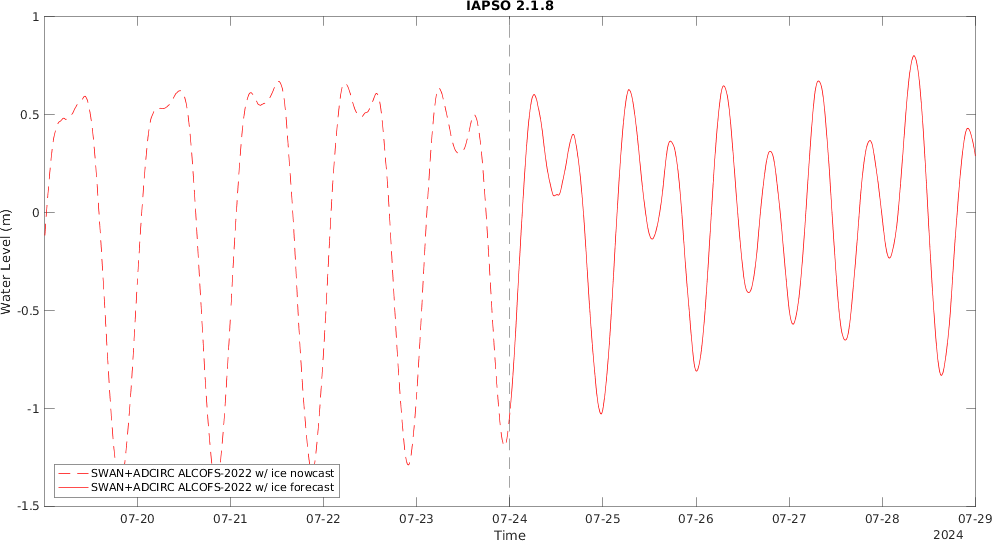 IAPSO 2.1.8
Water Level (m)
1
0.5
0
-0.5
-1
-1.5
SWAN+ADCIRC ALCOFS-2022 w/ ice nowcast
SWAN+ADCIRC ALCOFS-2022 w/ ice forecast
07-20 07-21 07-22 07-23 07-24 07-25 07-26 07-27 07-28 07-29
Time
2024